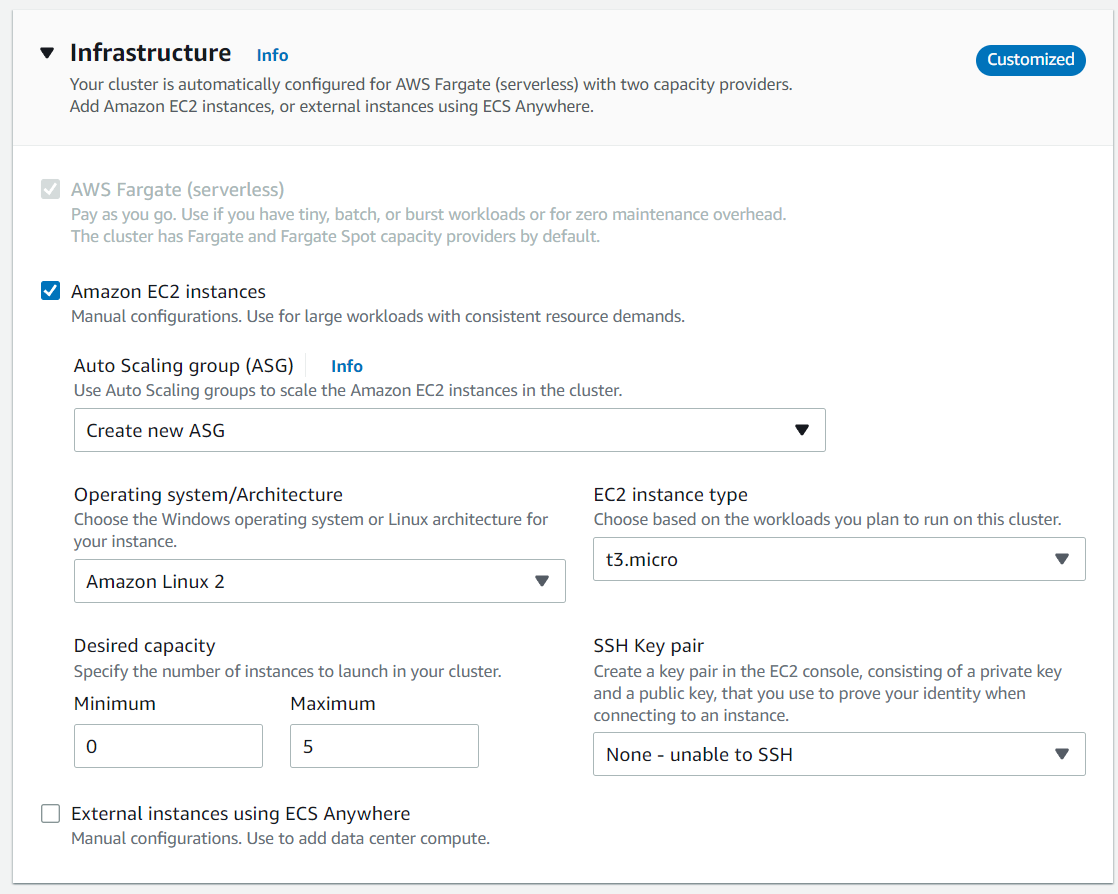 Infrastructure Info
Customized
Your cluster is automatically configured for AWS Fargate (serverless) with two capacity providers.
Add Amazon EC2 instances, or external instances using ECS Anywhere.
AWS Fargate (serverless)
Pay as you go. Use if you have tiny, batch, or burst workloads or for zero maintenance overhead.
The cluster has Fargate and Fargate Spot capacity providers by default.
Amazon EC2 instances
Manual configurations. Use for large workloads with consistent resource demands.
Auto Scaling group (ASG) Info
Use Auto Scaling groups to scale the Amazon EC2 instances in the cluster.
Create new ASG
Operating system/Architecture
Choose the Windows operating system or Linux architecture for
your instance.
Amazon Linux 2
EC2 instance type
Choose based on the workloads you plan to run on this cluster.
t3.micro
Desired capacity
Specify the number of instances to launch in your cluster.
Minimum Maximum
0 5
SSH Key pair
Create a key pair in the EC2 console, consisting of a private key
and a public key, that you use to prove your identity when
connecting to an instance.
None - unable to SSH
External instances using ECS Anywhere
Manual configurations. Use to add data center compute.